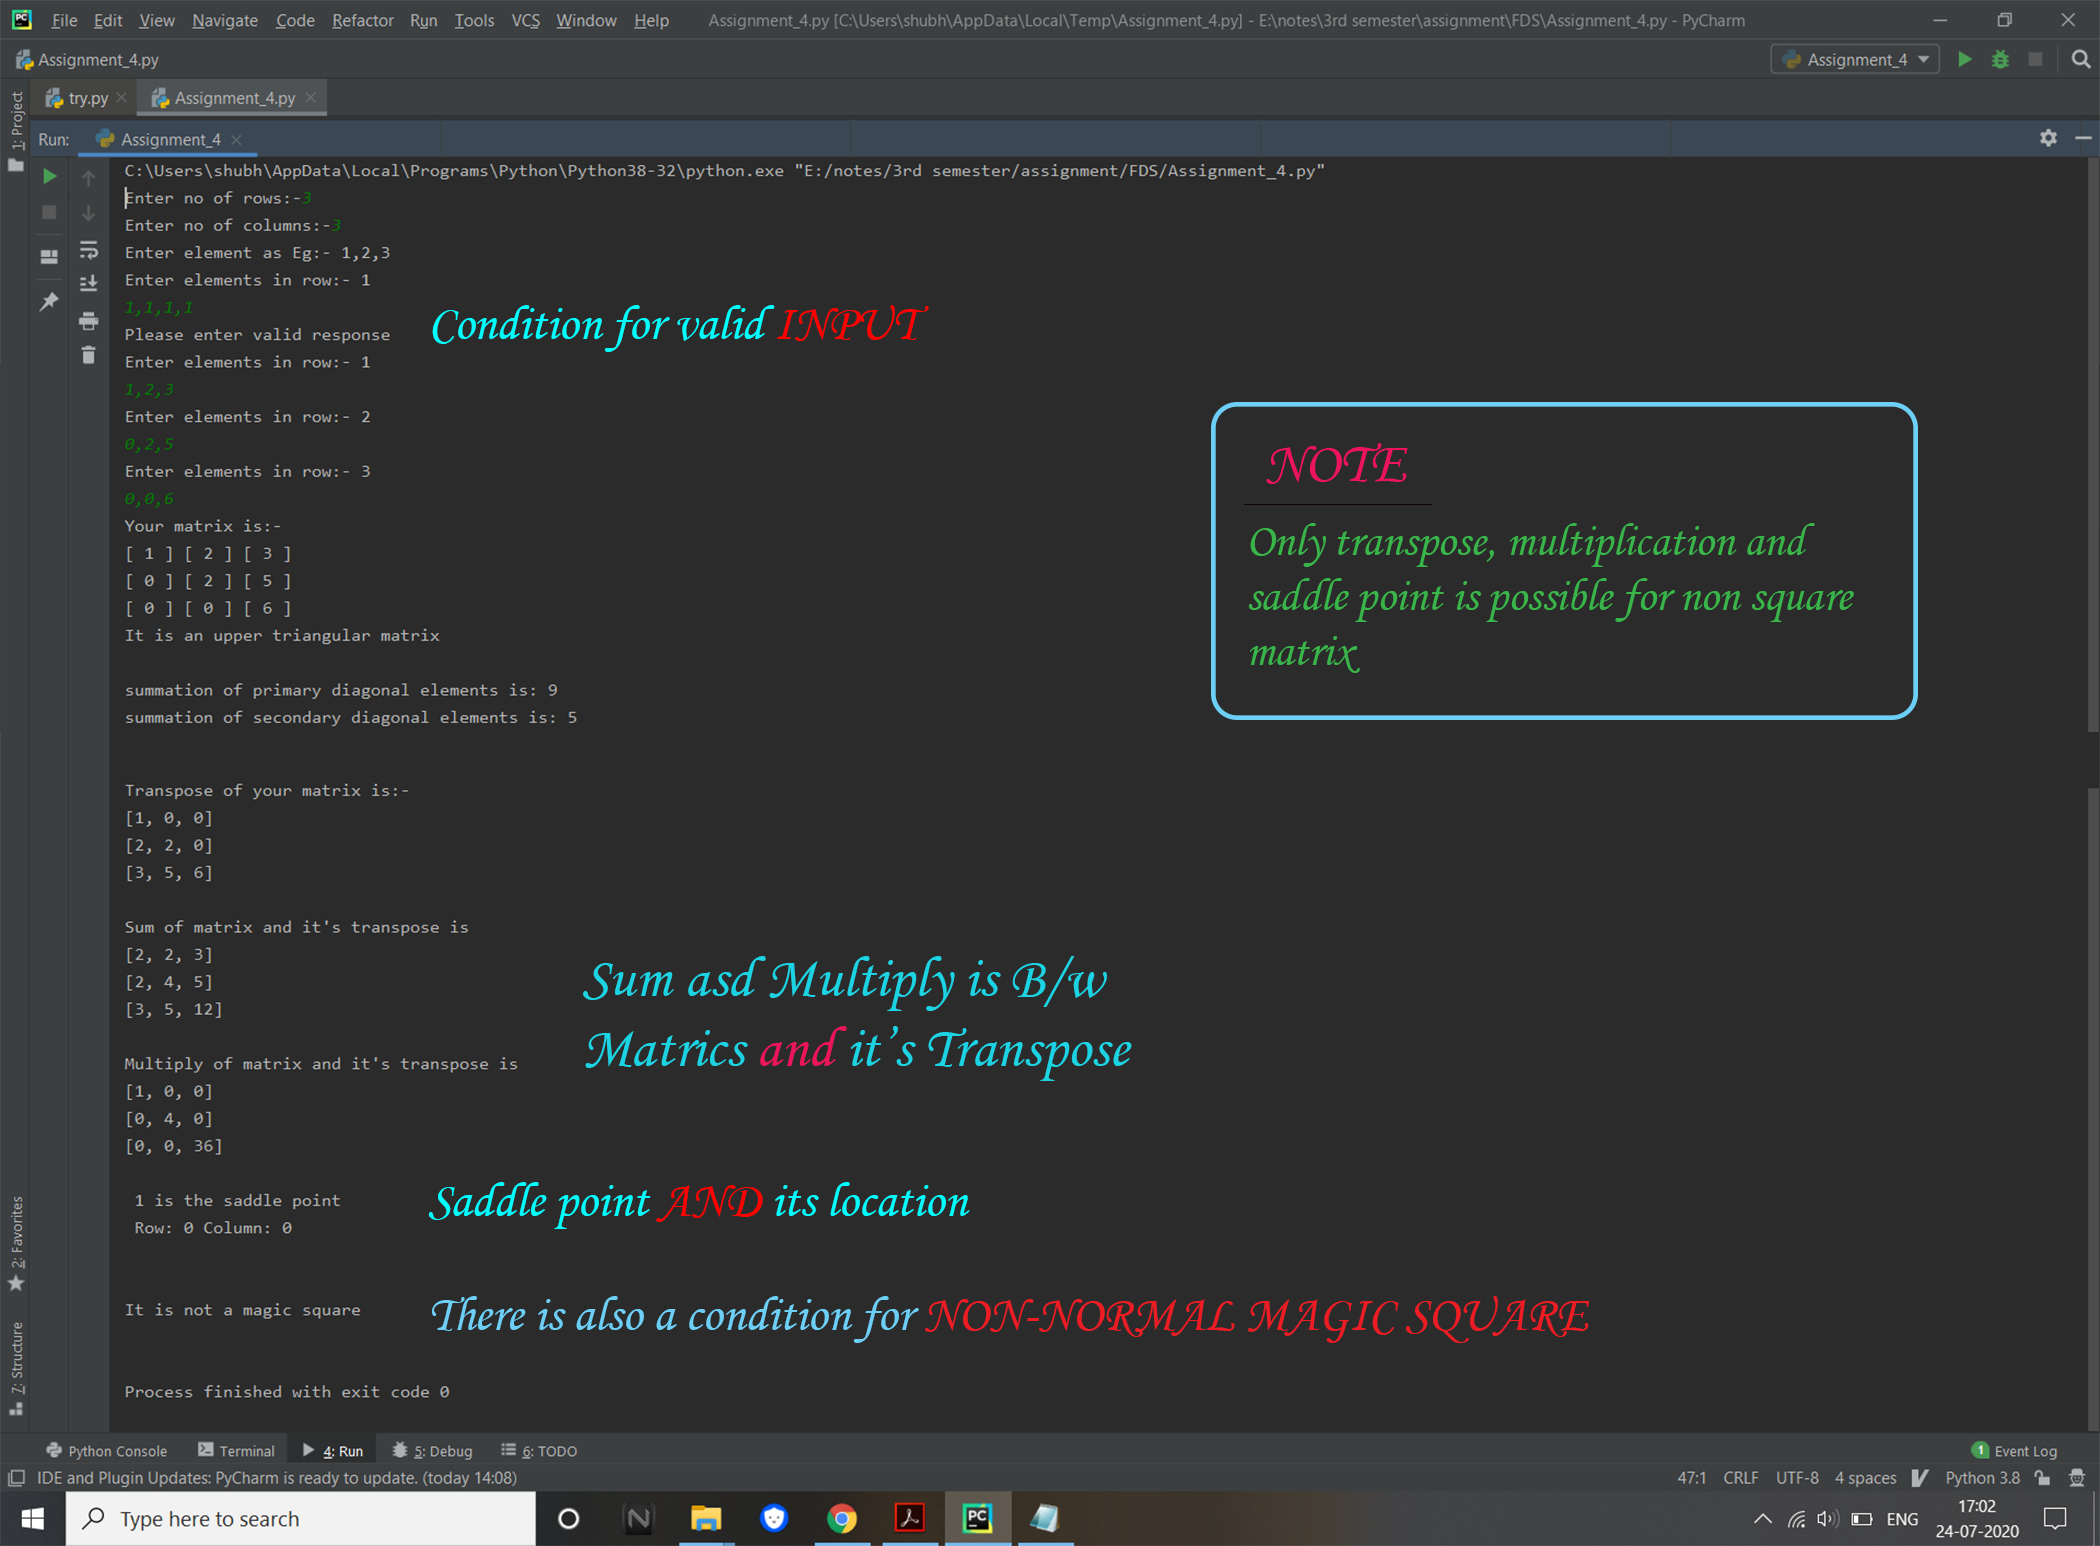 File Edit View Navigate Code Refactor Run Tools VCS Window Help Assignment_4.py [C:\Users\shubh\AppData\Local\Temp\Assignment_4.py] - E:\notes\3rd semester\assignment\FDS\Assignment_4.py - PyCharm
Assignment_4.py Assignment_4
try.py Assignment_4.py
1: Project
Run: Assignment_4
C:\Users\shubh\AppData\Local\Programs\Python\Python38-32\python.exe "E:/notes/3rd semester/assignment/FDS/Assignment_4.py"
Enter no of rows:-3
Enter no of columns:-3
Enter element as Eg:- 1,2,3
Enter elements in row:- 1
1,1,1,1
Please enter valid response
Condition for valid INPUT
Enter elements in row:- 1
1,2,3
Enter elements in row:- 2
0,2,5
Enter elements in row:- 3
0,0,6
NOTE
Only transpose, multiplication and
saddle point is possible for non square
matrix
Your matrix is:-
[ 1 ] [ 2 ] [ 3 ]
[ 0 ] [ 2 ] [ 5 ]
[ 0 ] [ 0 ] [ 6 ]
It is an upper triangular matrix
summation of primary diagonal elements is: 9
summation of secondary diagonal elements is: 5
Transpose of your matrix is:-
[1, 0, 0]
[2, 2, 0]
[3, 5, 6]
Sum of matrix and it's transpose is
[2, 2, 3]
[2, 4, 5]
[3, 5, 12]
Sum asd Multiply is B/w
Matrics and it's Transpose
Multiply of matrix and it's transpose is
[1, 0, 0]
[0, 4, 0]
[0, 0, 36]
1 is the saddle point
Row: 0 Column: 0
Saddle point AND its location
It is not a magic square
There is also a condition for NON-NORMAL MAGIC SQUARE
Process finished with exit code 0
2: Favorites
7: Structure
Python Console Terminal 4: Run 5: Debug 6: TODO 1 Event Log
IDE and Plugin Updates: PyCharm is ready to update. (today 14:08) 47:1 CRLF UTF-8 4 spaces Python 3.8
Type here to search ENG 17:02
24-07-2020